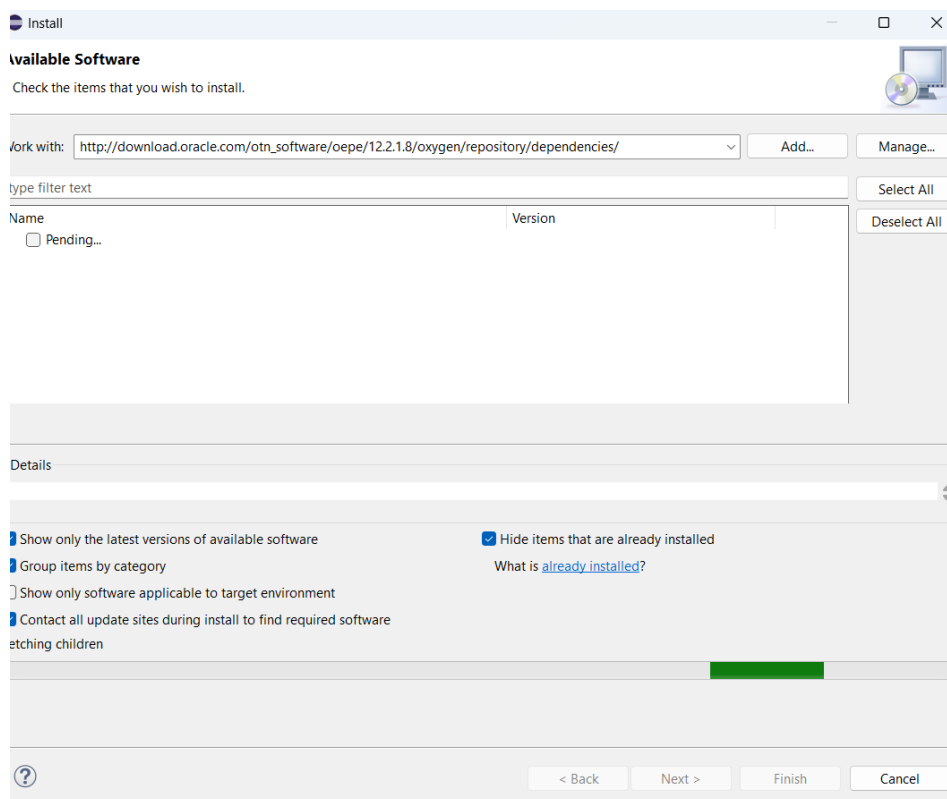 Install
Available Software
Check the items that you wish to install.
Work with: http://download.oracle.com/otn_software/oepe/12.2.1.8/oxygen/repository/dependencies/ Add... Manage...
type filter text Select All
Name Version Deselect All
Pending...
Details
Show only the latest versions of available software Hide items that are already installed
Group items by category What is already installed?
Show only software applicable to target environment
Contact all update sites during install to find required software
etching children
? < Back Next > Finish Cancel